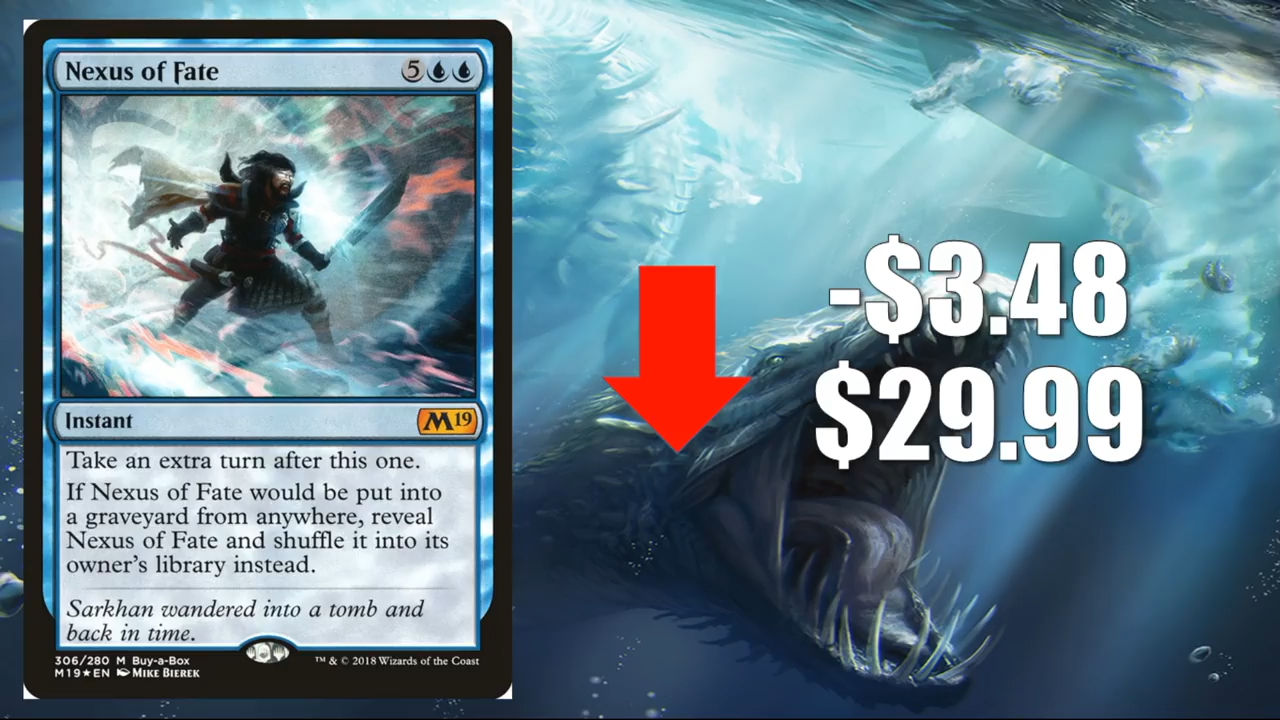 Nexus of Fate 5
Instant M19
Take an extra turn after this one.
If Nexus of Fate would be put into
a graveyard from anywhere, reveal
Nexus of Fate and shuffle it into its
owner's library instead.
Sarkhan wandered into a tomb and
back in time.
306/280 M Buy-a-Box
M19★EN Mike Bierek
™ & © 2018 Wizards of the Coast
-$3.48
$29.99